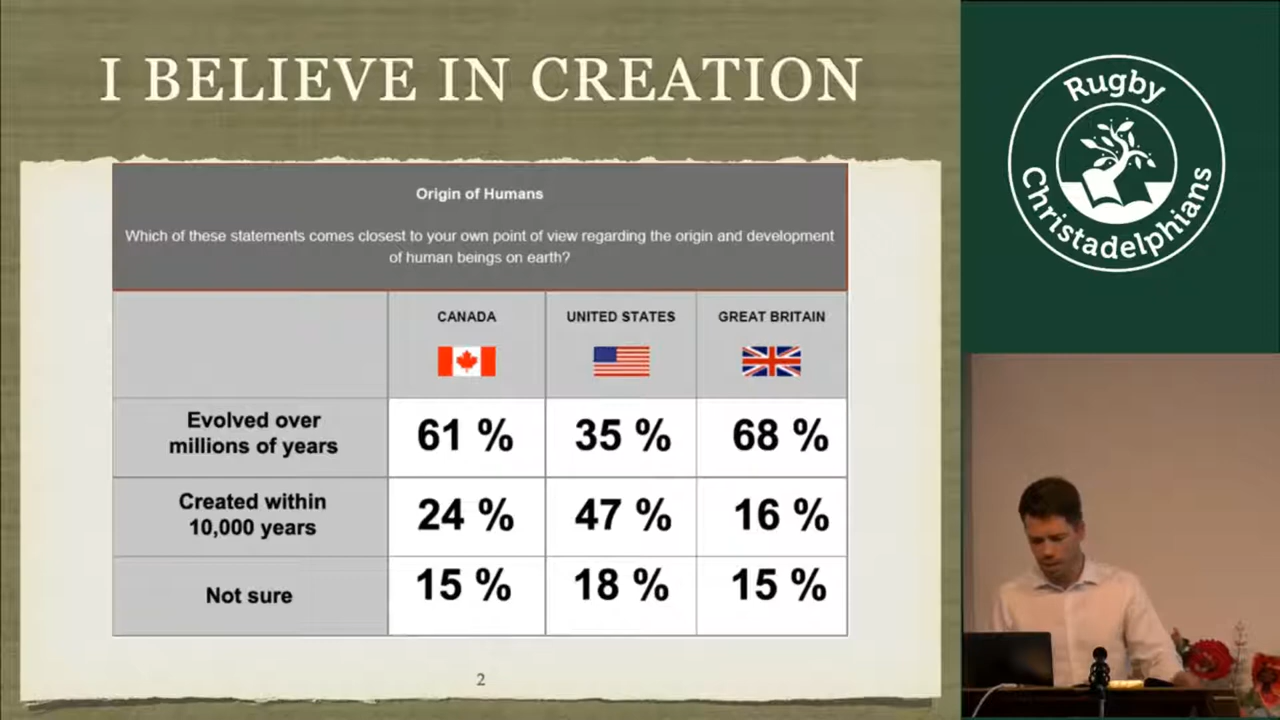 I BELIEVE IN CREATION
Origin of Humans
Which of these statements comes closest to your own point of view regarding the origin and development
of human beings on earth?
CANADA UNITED STATES GREAT BRITAIN
Evolved over
millions of years
61 % 35 % 68 %
Created within
10,000 years
24 % 47 % 16 %
Not sure
15 % 18 % 15 %
2
Rugby
Christadelphians